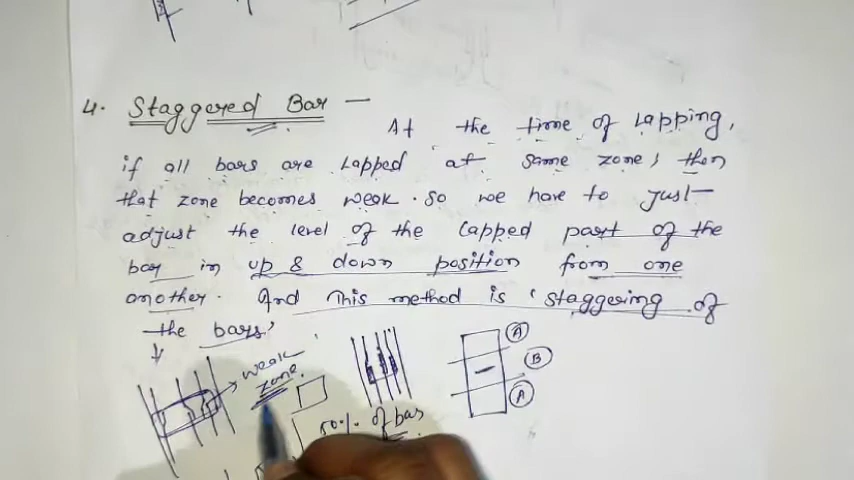 4. Staggered Bar —
At the time of Lapping,
if all bars are Lapped at same zone, then
that zone becomes weak. so we have to just
adjust the level of the Lapped part of the
bar in up & down position from one
another. And This method is 'staggering of
the bars'
weak
zone.
50% of bar
A
B
A